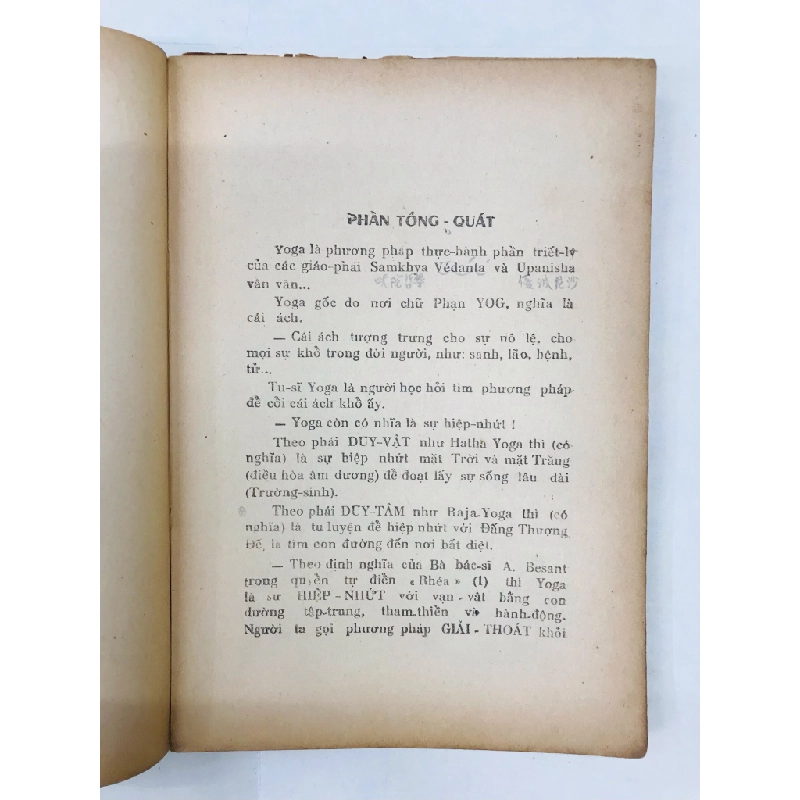 PHẦN TỔNG - QUÁT
Yoga là phương pháp thực-hành phần triết-lý
của các giáo-phái Samkhya Védanta và Upanisha
vân vân...
Yoga gốc do nơi chữ Phạn YOG, nghĩa là
cái ách.
— Cái ách tượng trưng cho sự nô lệ, cho
mọi sự khổ trong đời người, như: sanh, lão, bệnh,
tử...
Tu-sĩ Yoga là người học hỏi tìm phương pháp
để cởi cái ách khổ ấy.
— Yoga còn có nhĩa là sự hiệp-nhứt !
Theo phái DUY-VẬT như Hatha Yoga thì (có
nghĩa) là sự hiệp nhứt mặt Trời và mặt Trăng
(điều hòa âm dương) để đoạt lấy sự sống lâu dài
(Trường-sinh).
Theo phái DUY-TÂM như Raja-Yoga thì (có
nghĩa) là tu luyện để hiệp nhứt với Đấng Thượng
Đế, là tìm con đường đến nơi bất diệt.
— Theo định nghĩa của Bà bác-sĩ A. Besant
trong quyển tự điển «Bhéa» (1) thì Yoga
là sự HIỆP-NHỨT với vạn-vật bằng con
đường tập-trung, tham-thiền và hành-động.
Người ta gọi phương pháp GIẢI-THOÁT khỏi